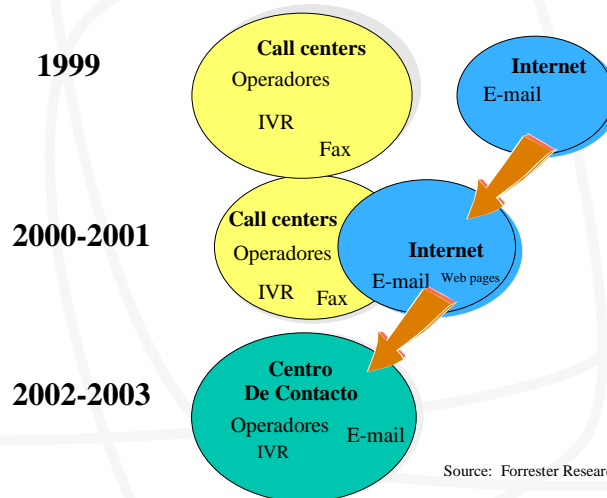 1999
Call centers
Operadores
IVR
Fax
Internet
E-mail
2000-2001
Call centers
Operadores
IVR
Fax
Internet
E-mail
Web pages
2002-2003
Centro
De Contacto
Operadores
IVR
E-mail
Source: Forrester Research